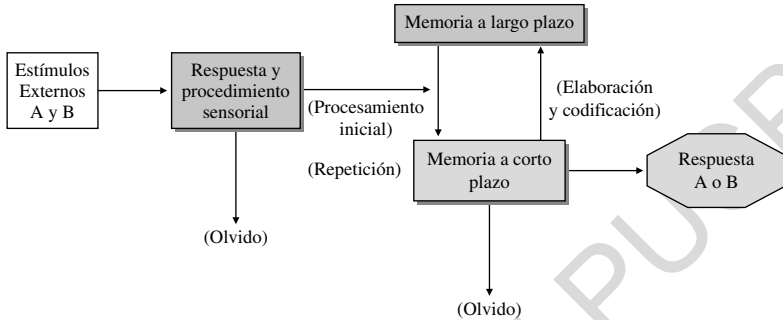 Memoria a largo plazo
Estímulos
Externos
A y B
Respuesta y
procedimiento
sensorial
(Procesamiento
inicial)
(Elaboración
y codificación)
(Repetición)
Memoria a corto
plazo
Respuesta
A o B
(Olvido)
(Olvido)